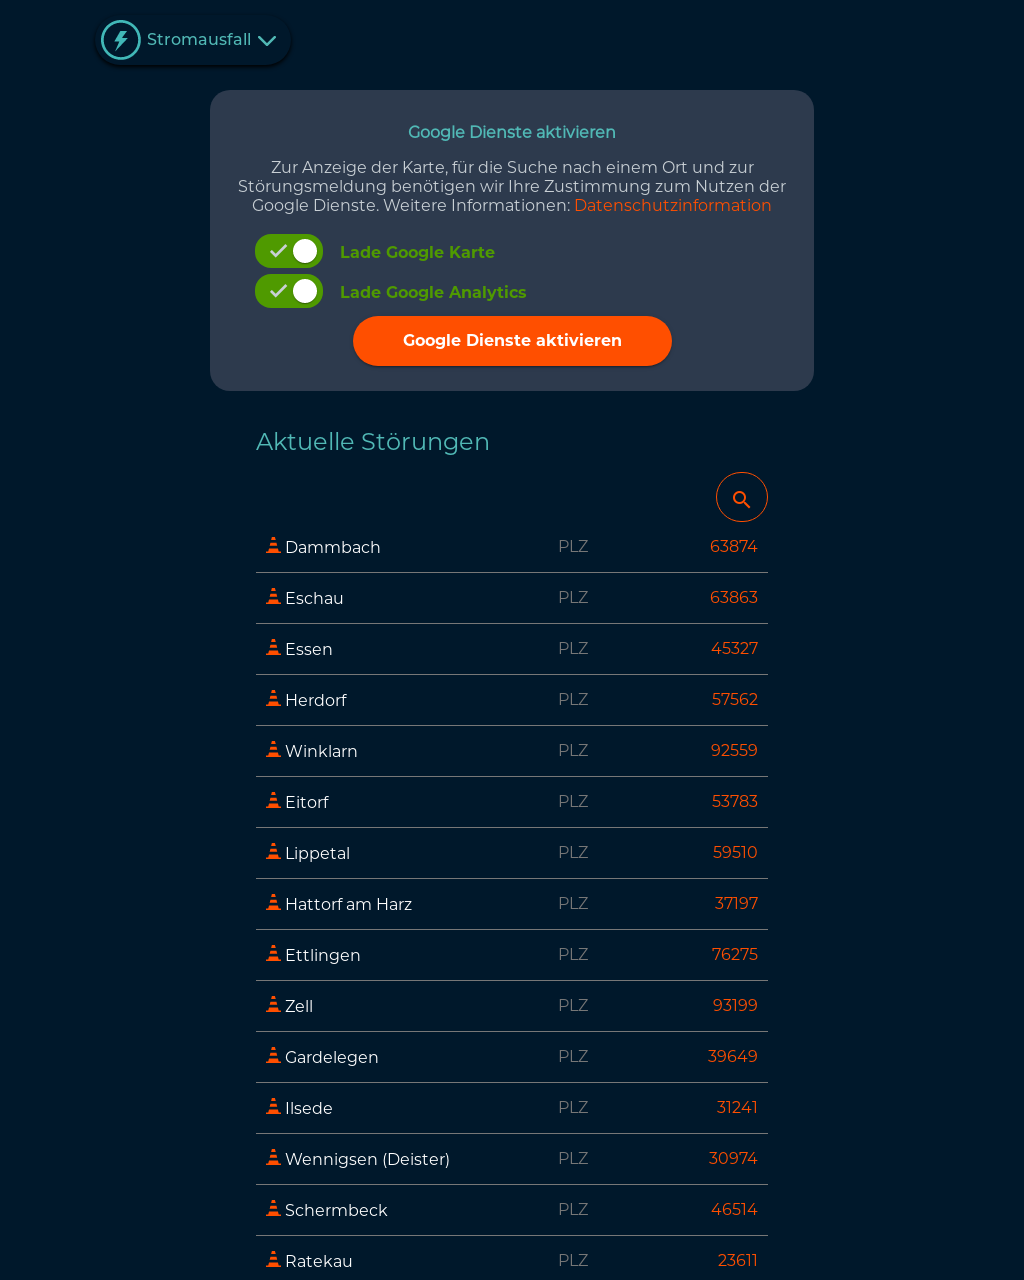 Stromausfall
Google Dienste aktivieren
Zur Anzeige der Karte, für die Suche nach einem Ort und zur
Störungsmeldung benötigen wir Ihre Zustimmung zum Nutzen der
Google Dienste. Weitere Informationen: Datenschutzinformation
Lade Google Karte
Lade Google Analytics
Google Dienste aktivieren
Aktuelle Störungen
Dammbach PLZ 63874
Eschau PLZ 63863
Essen PLZ 45327
Herdorf PLZ 57562
Winklarn PLZ 92559
Eitorf PLZ 53783
Lippetal PLZ 59510
Hattorf am Harz PLZ 37197
Ettlingen PLZ 76275
Zell PLZ 93199
Gardelegen PLZ 39649
Ilsede PLZ 31241
Wennigsen (Deister) PLZ 30974
Schermbeck PLZ 46514
Ratekau PLZ 23611